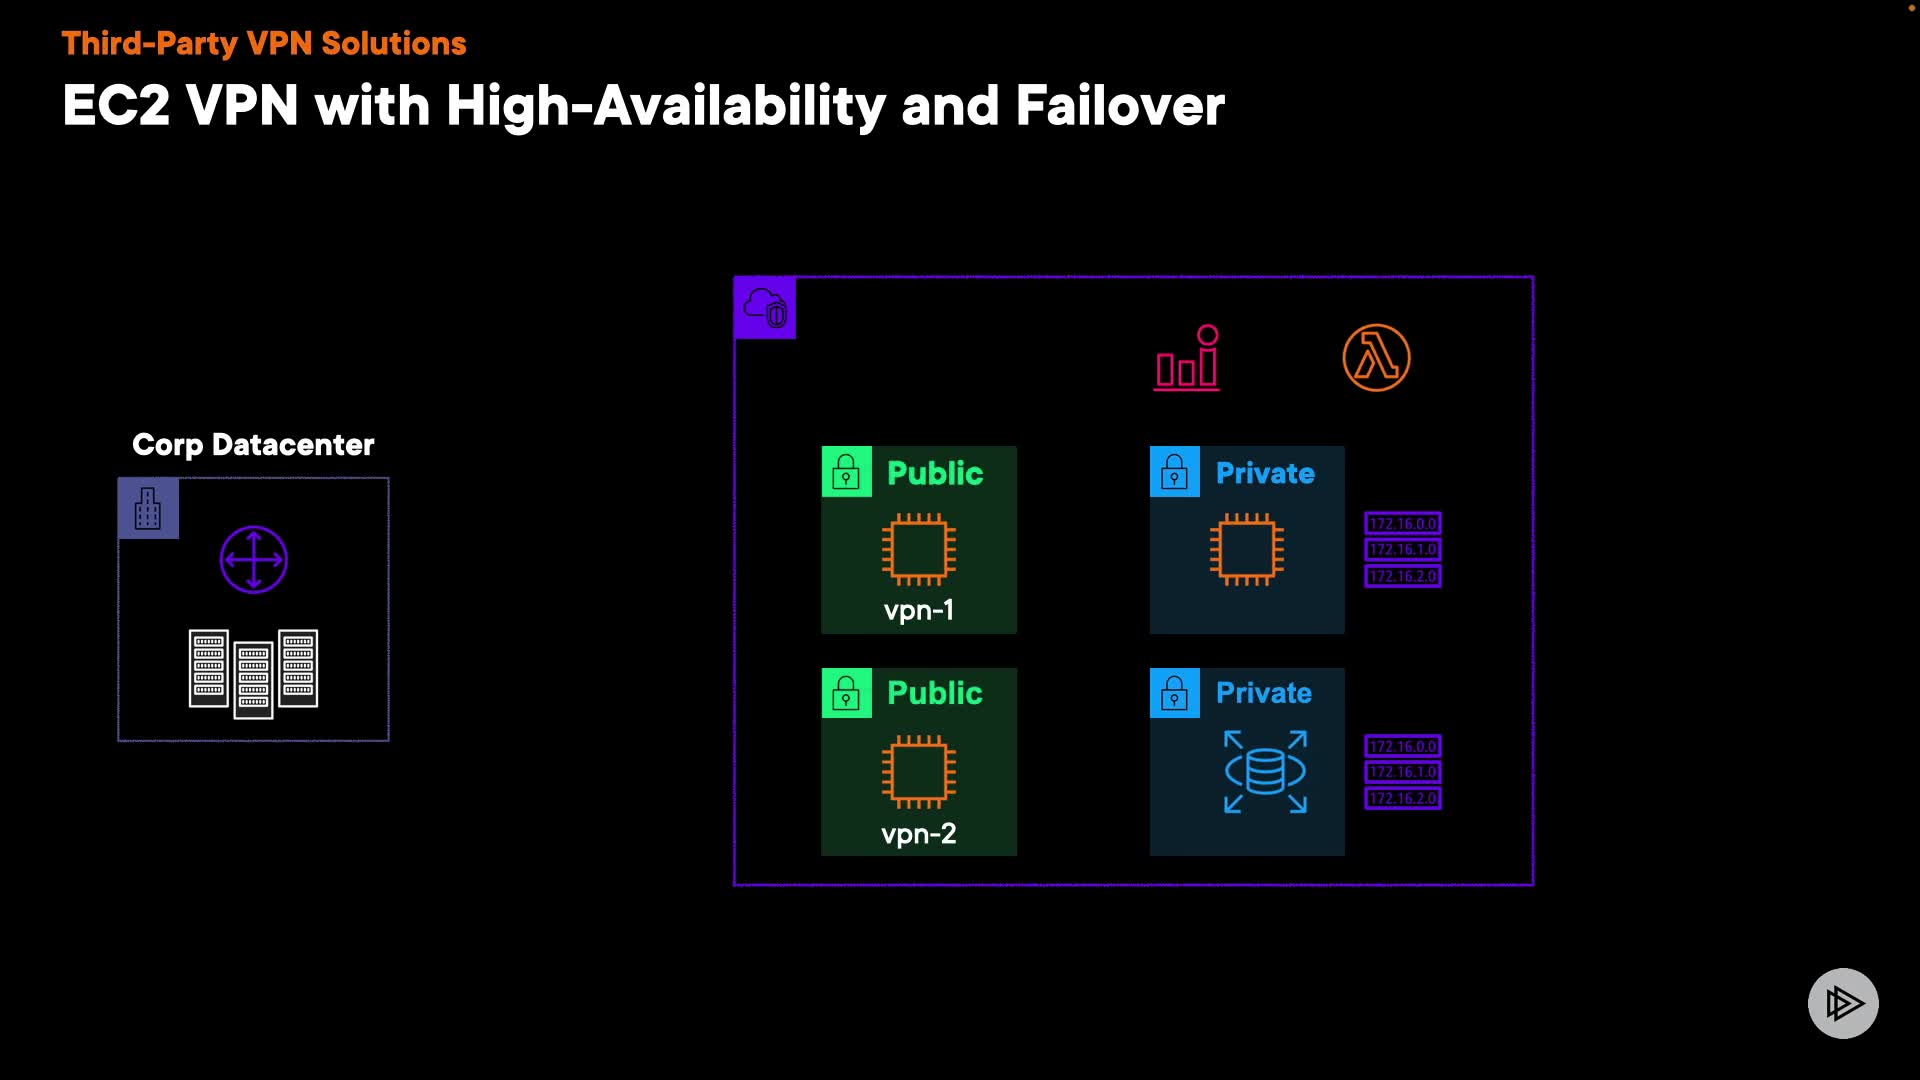 Third-Party VPN Solutions
EC2 VPN with High-Availability and Failover
Corp Datacenter
Public
vpn-1
Private
172.16.0.0
172.16.1.0
172.16.2.0
Public
vpn-2
Private
172.16.0.0
172.16.1.0
172.16.2.0